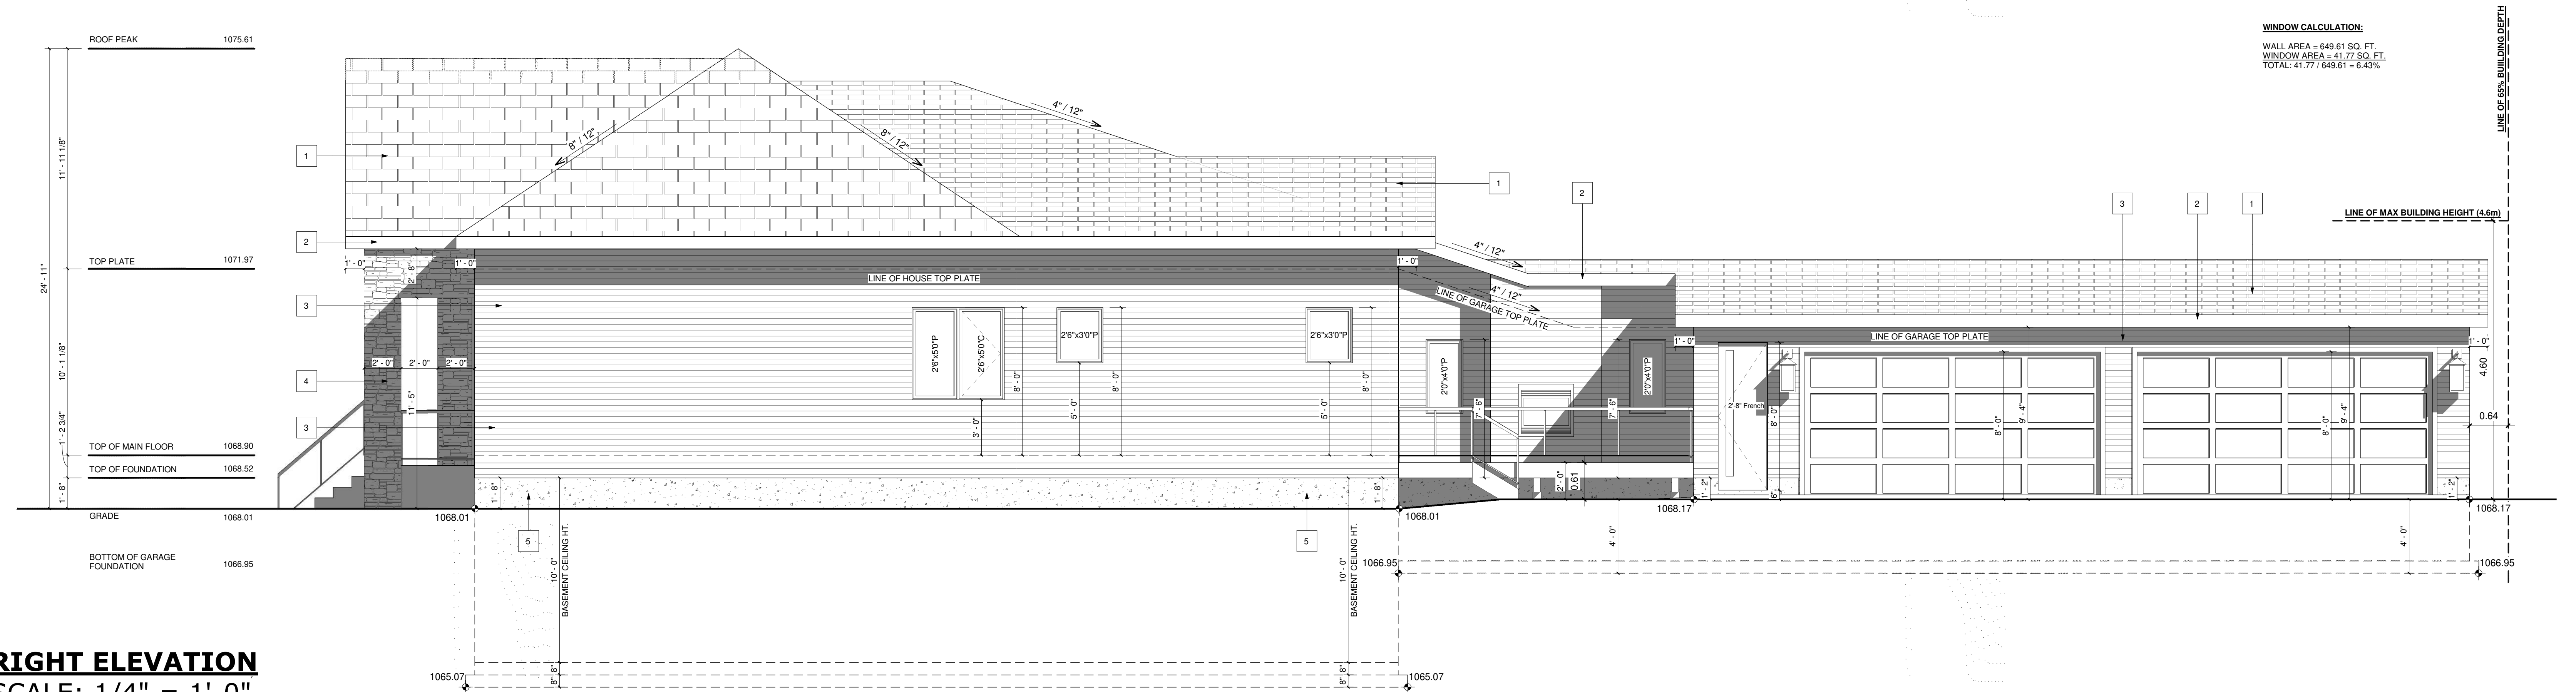 ROOF PEAK 1075.61
TOP PLATE 1071.97
TOP OF MAIN FLOOR 1068.90
TOP OF FOUNDATION 1068.52
GRADE 1068.01
BOTTOM OF GARAGE
FOUNDATION 1066.95
24' - 11"
11' - 11 1/8"
10' - 1 1/8"
1' - 2 3/4"
1' - 8"
1
2
3
4
3
5
5
1
2
3
2
1
8" / 12"
8" / 12"
4" / 12"
4" / 12"
4" / 12"
1' - 0"
1' - 0"
2' - 8"
2' - 0"
2' - 0"
2' - 0"
11' - 5"
LINE OF HOUSE TOP PLATE
1' - 0"
LINE OF GARAGE TOP PLATE
LINE OF GARAGE TOP PLATE
2'6"x5'0"P
2'6"x5'0"C
2'6"x3'0"P
2'6"x3'0"P
2'0"x4'0"P
2'0"x4'0"P
2'-8" French
3' - 0"
8' - 0"
5' - 0"
8' - 0"
5' - 0"
8' - 0"
7' - 6"
7' - 6"
8' - 0"
8' - 0"
9' - 4"
8' - 0"
9' - 4"
1' - 0"
1' - 0"
4.60
0.64
1' - 8"
1' - 8"
2' - 0"
0.61
1' - 2"
6"
1' - 2"
1068.01
1068.01
1068.17
1068.17
4' - 0"
4' - 0"
1066.95
1066.95
10' - 0"
BASEMENT CEILING HT.
10' - 0"
BASEMENT CEILING HT.
8"
8"
8"
8"
1065.07
1065.07
WINDOW CALCULATION:
WALL AREA = 649.61 SQ. FT.
WINDOW AREA = 41.77 SQ. FT.
TOTAL: 41.77 / 649.61 = 6.43%
LINE OF 65% BUILDING DEPTH
LINE OF MAX BUILDING HEIGHT (4.6m)
RIGHT ELEVATION
SCALE: 1/4" = 1'-0"